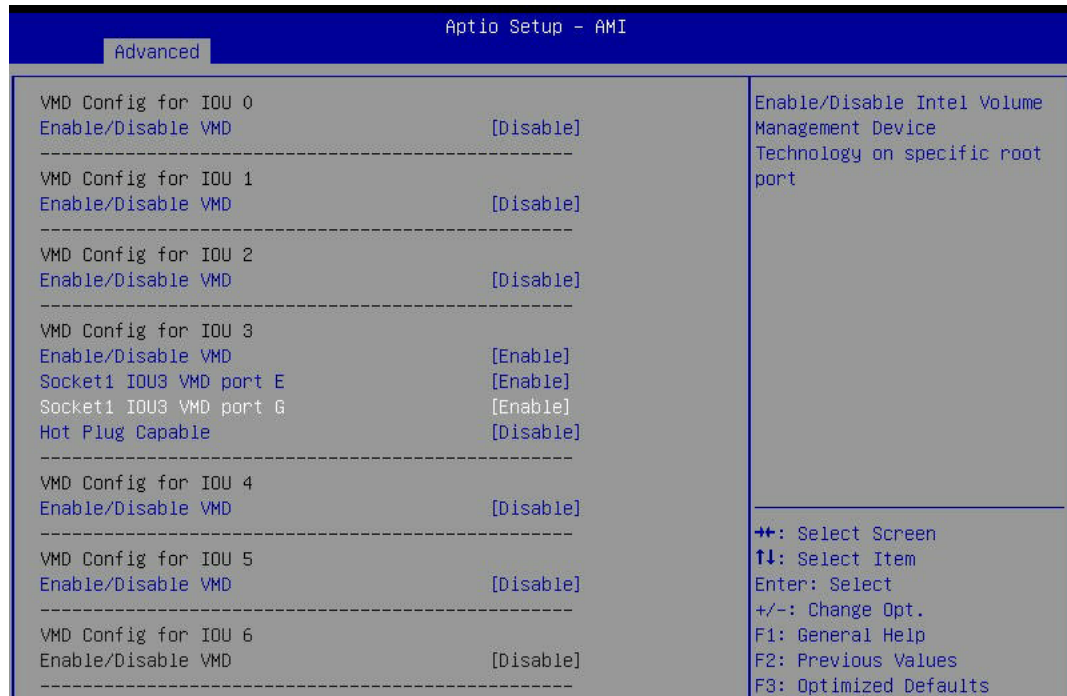 Aptio Setup - AMI
Advanced
VMD Config for IOU 0
Enable/Disable VMD [Disable]
------------------------------------------------------
VMD Config for IOU 1
Enable/Disable VMD [Disable]
------------------------------------------------------
VMD Config for IOU 2
Enable/Disable VMD [Disable]
------------------------------------------------------
VMD Config for IOU 3
Enable/Disable VMD [Enable]
Socket1 IOU3 VMD port E [Enable]
Socket1 IOU3 VMD port G [Enable]
Hot Plug Capable [Disable]
------------------------------------------------------
VMD Config for IOU 4
Enable/Disable VMD [Disable]
------------------------------------------------------
VMD Config for IOU 5
Enable/Disable VMD [Disable]
------------------------------------------------------
VMD Config for IOU 6
Enable/Disable VMD [Disable]
------------------------------------------------------
Enable/Disable Intel Volume
Management Device
Technology on specific root
port
→←: Select Screen
↑↓: Select Item
Enter: Select
+/-: Change Opt.
F1: General Help
F2: Previous Values
F3: Optimized Defaults